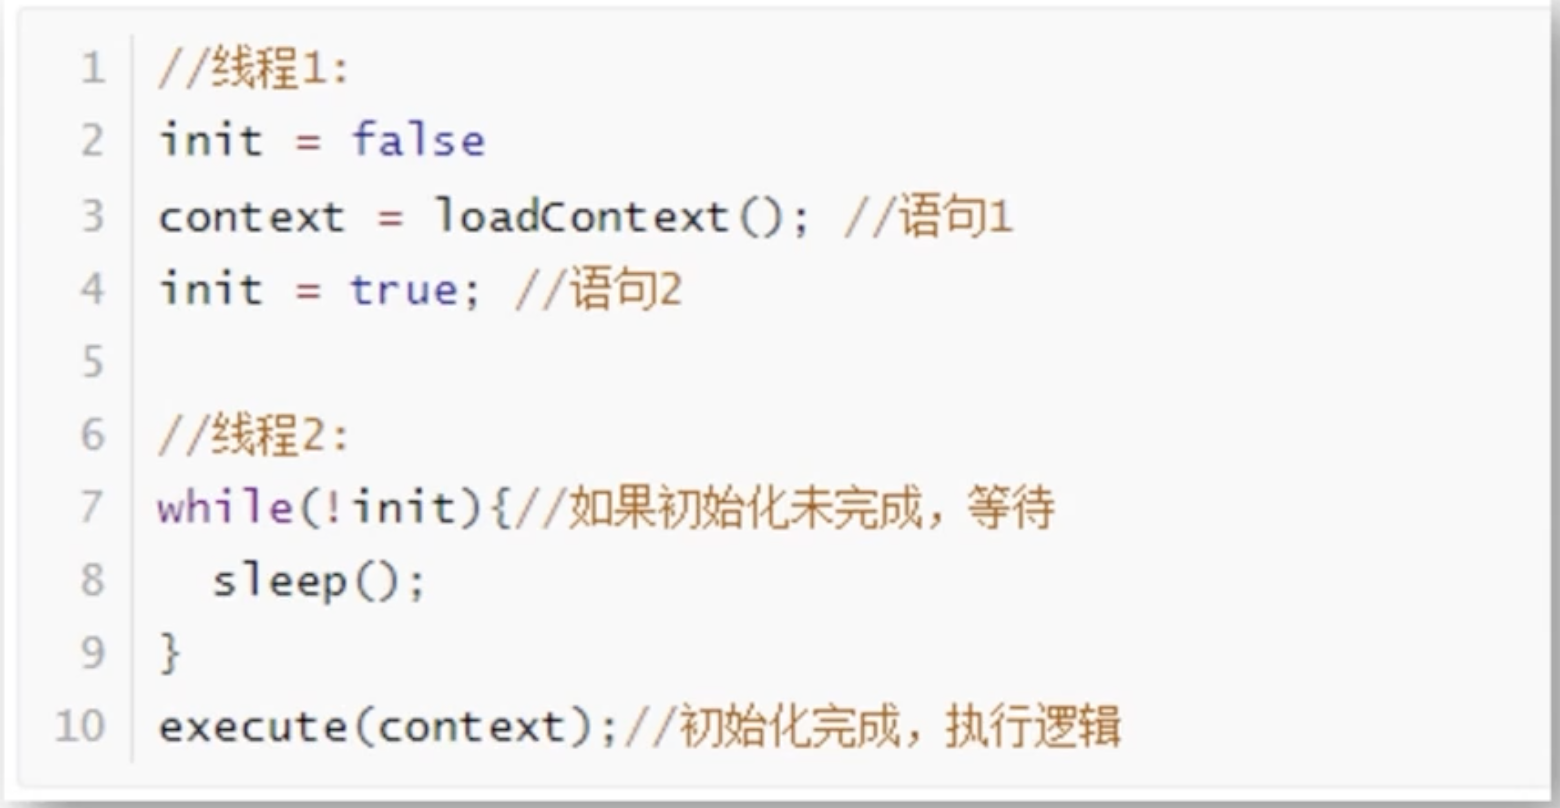 1 //线程1:
2 init = false
3 context = loadContext(); //语句1
4 init = true; //语句2
5
6 //线程2:
7 while(!init){//如果初始化未完成，等待
8 sleep();
9 }
10 execute(context);//初始化完成，执行逻辑